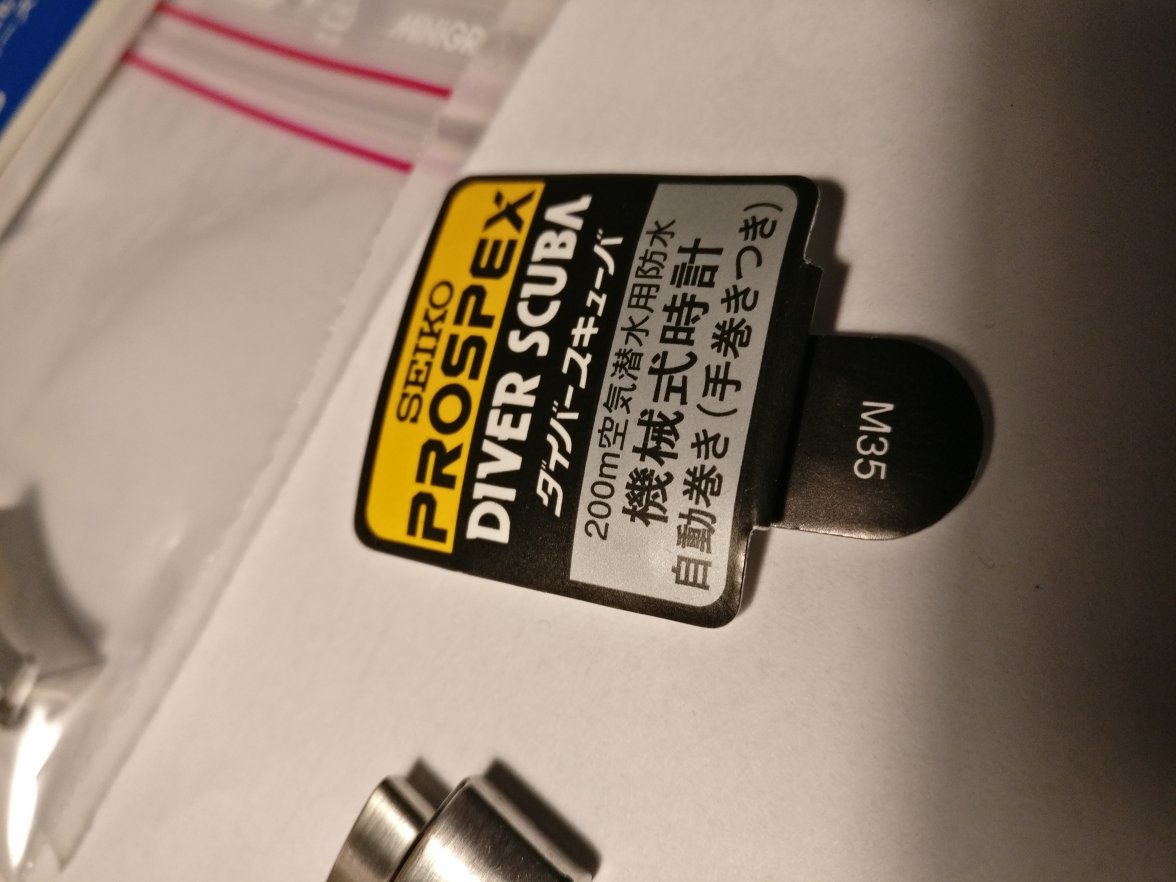 SEIKO
PROSPEX
DIVER SCUBA
ダイバースキューバ
200m空気潜水用防水
機械式時計
自動巻き(手巻きつき)
M35
MINIGR